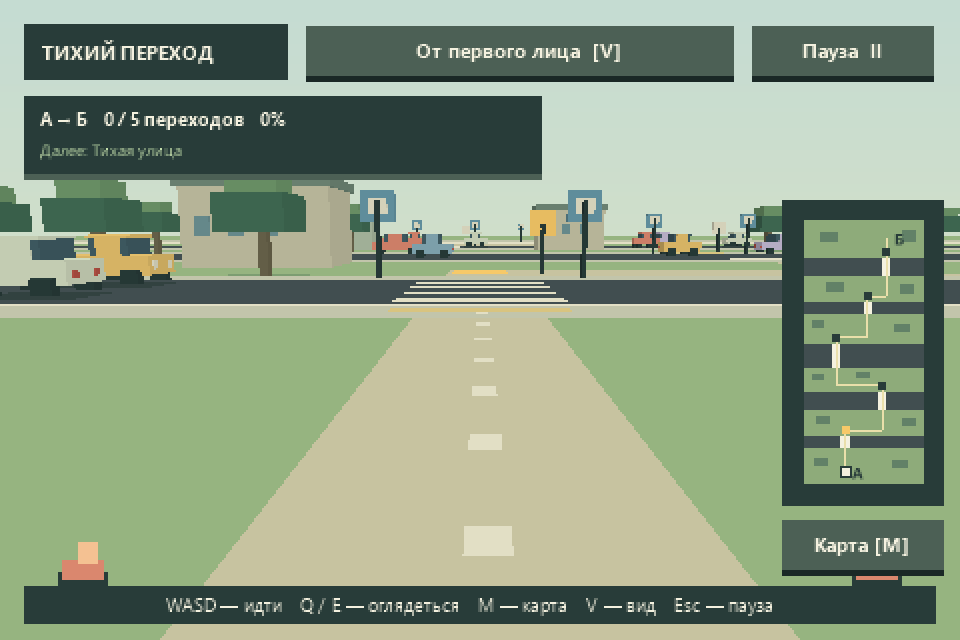 ТИХИЙ ПЕРЕХОД
От первого лица [V]
Пауза II
А — Б 0 / 5 переходов 0%
Далее: Тихая улица
Б
А
Карта [M]
WASD — идти Q / E — оглядеться M — карта V — вид Esc — пауза